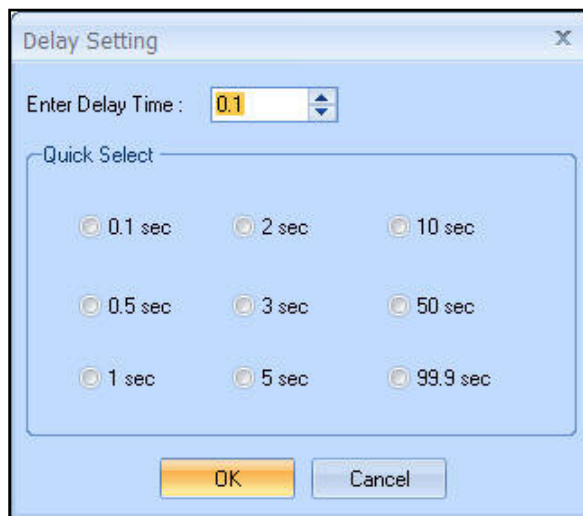 Delay Setting
x
Enter Delay Time : 0.1
Quick Select
0.1 sec 2 sec 10 sec
0.5 sec 3 sec 50 sec
1 sec 5 sec 99.9 sec
OK Cancel